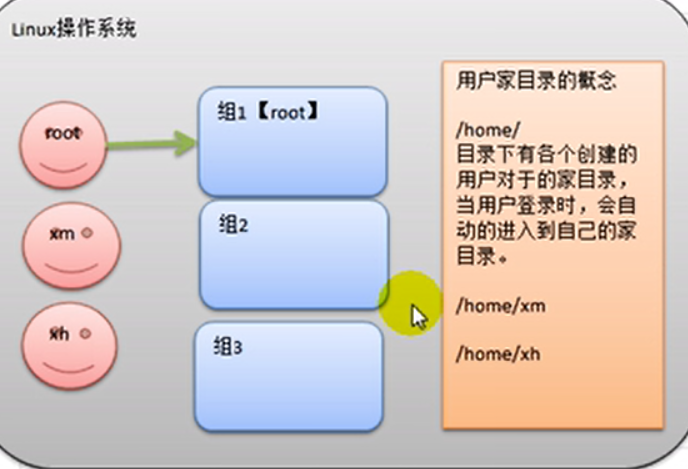 Linux操作系统
root
xm
xh
组1【root】
组2
组3
用户家目录的概念
/home/
目录下有各个创建的
用户对于的家目录，
当用户登录时，会自
动的进入到自己的家
目录。
/home/xm
/home/xh